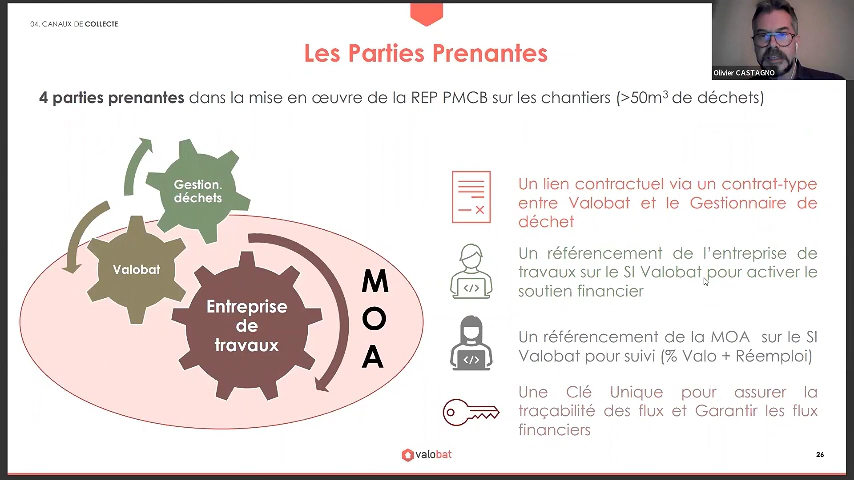 04. CANAUX DE COLLECTE
Olivier CASTAGNO
Les Parties Prenantes
4 parties prenantes dans la mise en œuvre de la REP PMCB sur les chantiers (>50m³ de déchets)
Gestion.
déchets
Valobat
Entreprise
de
travaux
M
O
A
Un lien contractuel via un contrat-type
entre Valobat et le Gestionnaire de
déchet
Un référencement de l'entreprise de
travaux sur le SI Valobat pour activer le
soutien financier
Un référencement de la MOA sur le SI
Valobat pour suivi (% Valo + Réemploi)
Une Clé Unique pour assurer la
traçabilité des flux et Garantir les flux
financiers
valobat
26